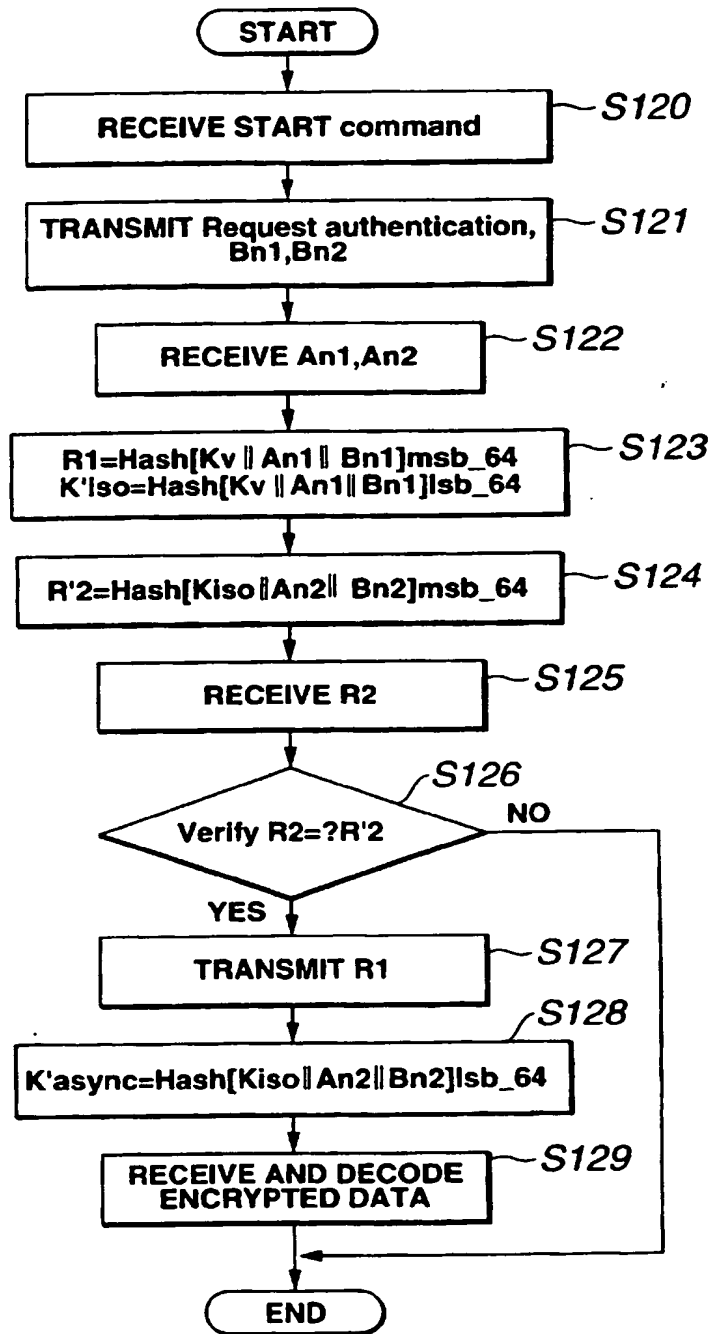 START
RECEIVE START command
S120
TRANSMIT Request authentication,
Bn1,Bn2
S121
RECEIVE An1,An2
S122
R1=Hash[Kv || An1 || Bn1]msb_64
K'iso=Hash[Kv || An1 || Bn1]lsb_64
S123
R'2=Hash[Kiso || An2 || Bn2]msb_64
S124
RECEIVE R2
S125
S126
Verify R2=?R'2
NO
YES
TRANSMIT R1
S127
S128
K'async=Hash[Kiso || An2 || Bn2]lsb_64
RECEIVE AND DECODE
ENCRYPTED DATA
S129
END